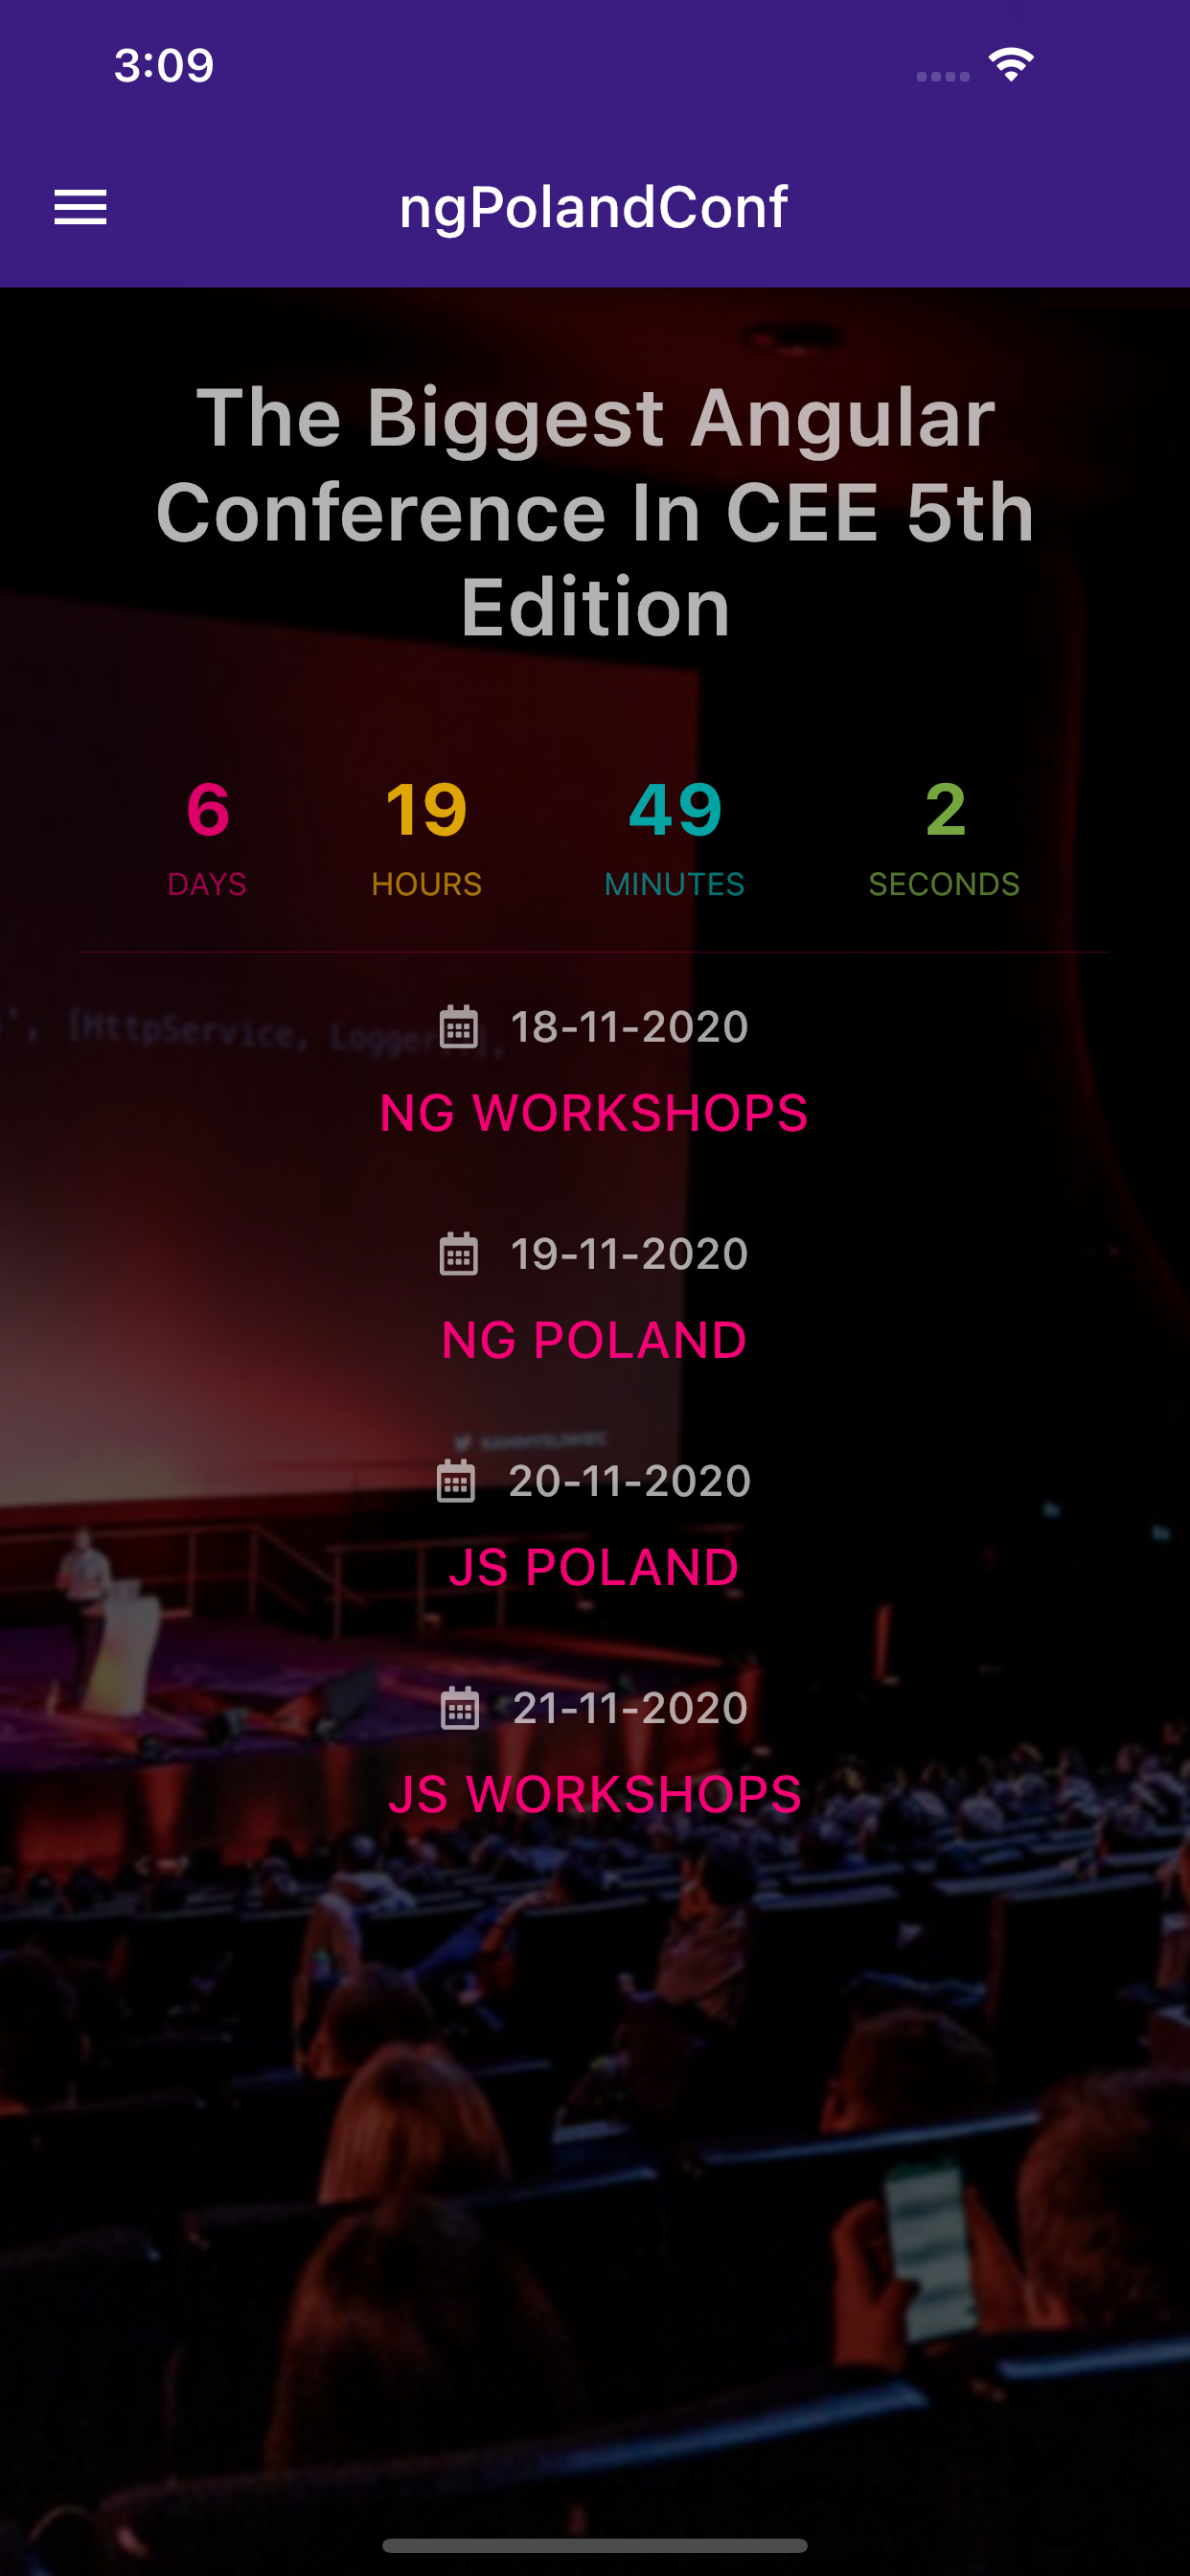 3:09
ngPolandConf
The Biggest Angular
Conference In CEE 5th
Edition
6 19 49 2
DAYS HOURS MINUTES SECONDS
', [HttpService, Logger
18-11-2020
NG WORKSHOPS
19-11-2020
NG POLAND
20-11-2020
JS POLAND
21-11-2020
JS WORKSHOPS